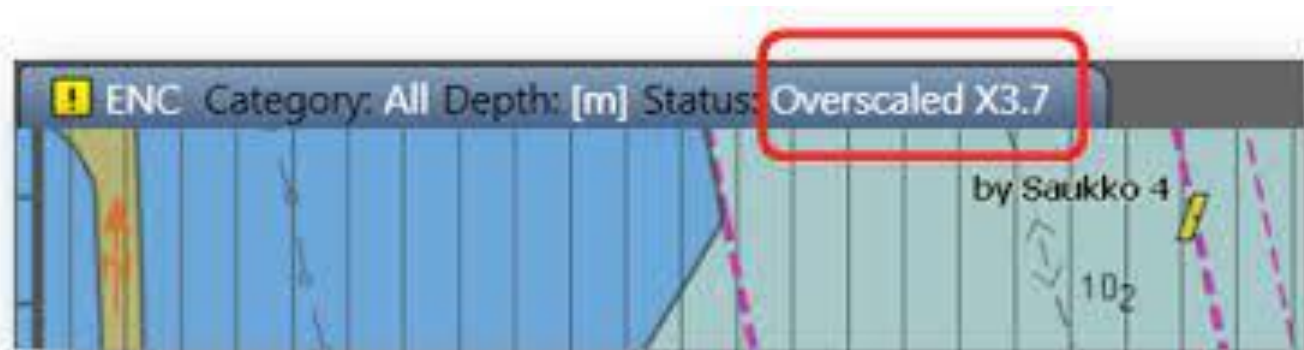 ! ENC Category: All Depth: [m] Status: Overscaled X3.7
by Saukko 4
10₂